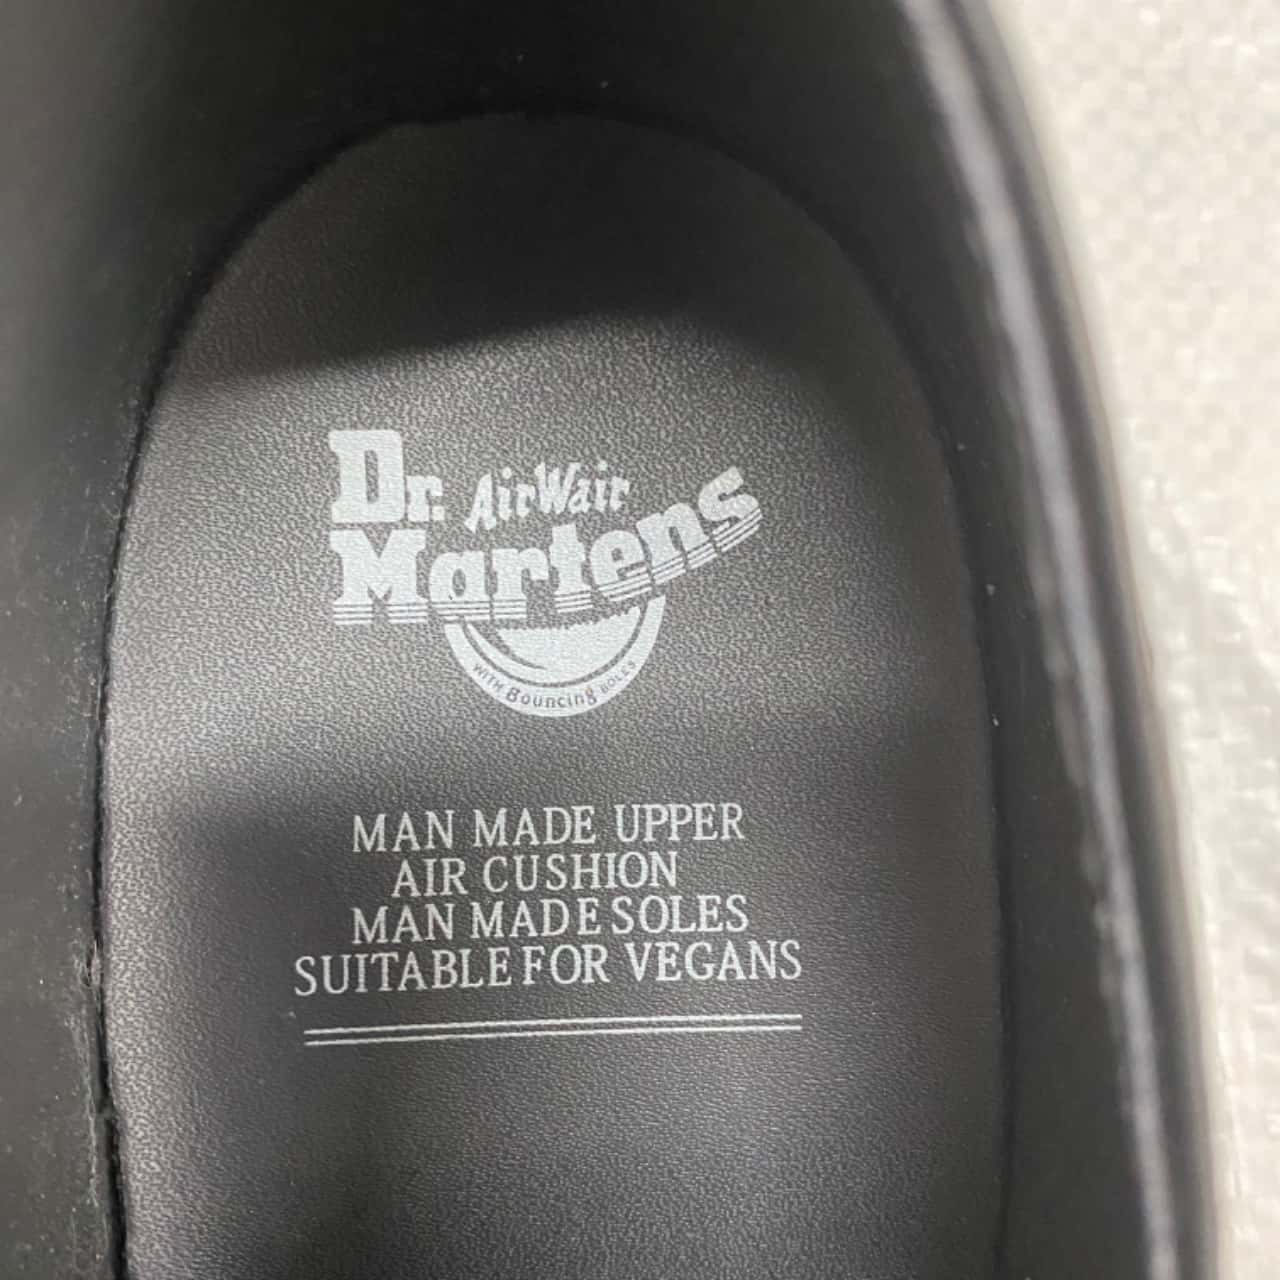 Dr. AirWair
Martens
WITH Bouncing SOLES
MAN MADE UPPER
AIR CUSHION
MAN MADE SOLES
SUITABLE FOR VEGANS